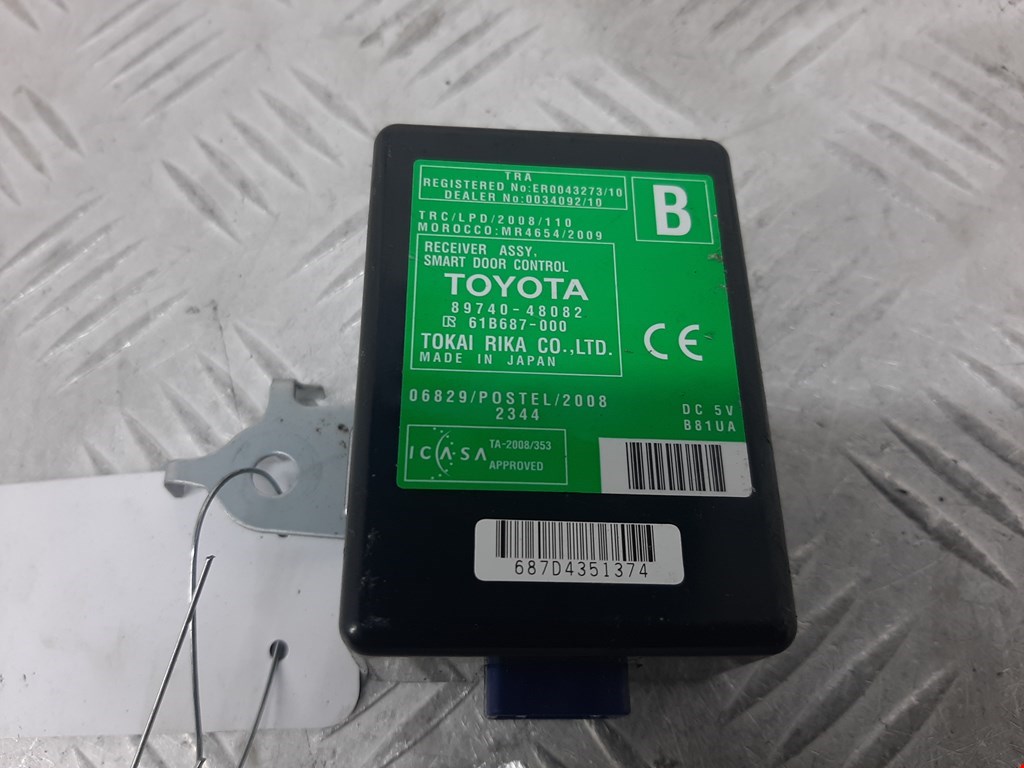 TRA
REGISTERED No:ER0043273/10
DEALER No:0034092/10
B
TRC/LPD/2008/110
MOROCCO:MR4654/2009
RECEIVER ASSY,
SMART DOOR CONTROL
TOYOTA
89740-48082
61B687-000
TOKAI RIKA CO.,LTD.
MADE IN JAPAN
CE
06829/POSTEL/2008
2344
DC 5V
B81UA
ICASA
TA-2008/353
APPROVED
687D4351374